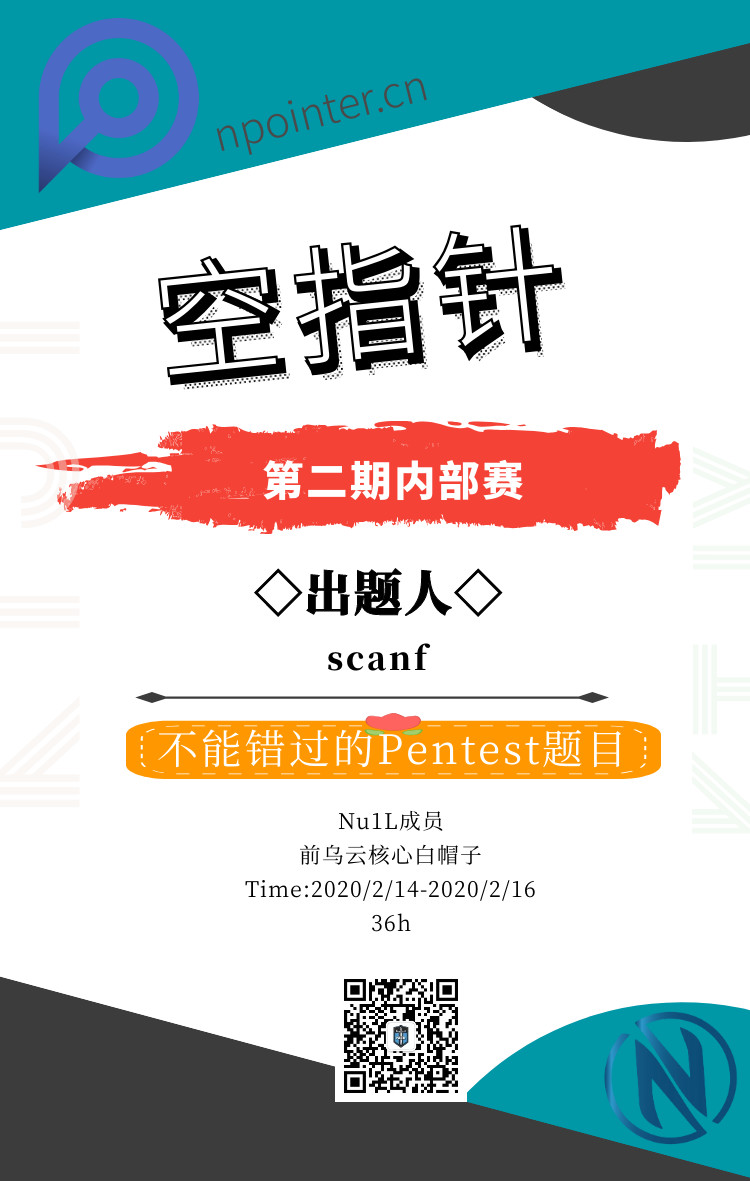 npointer.cn
空指针
第二期内部赛
◇出题人◇
scanf
不能错过的Pentest题目
Nu1L成员
前乌云核心白帽子
Time:2020/2/14-2020/2/16
36h